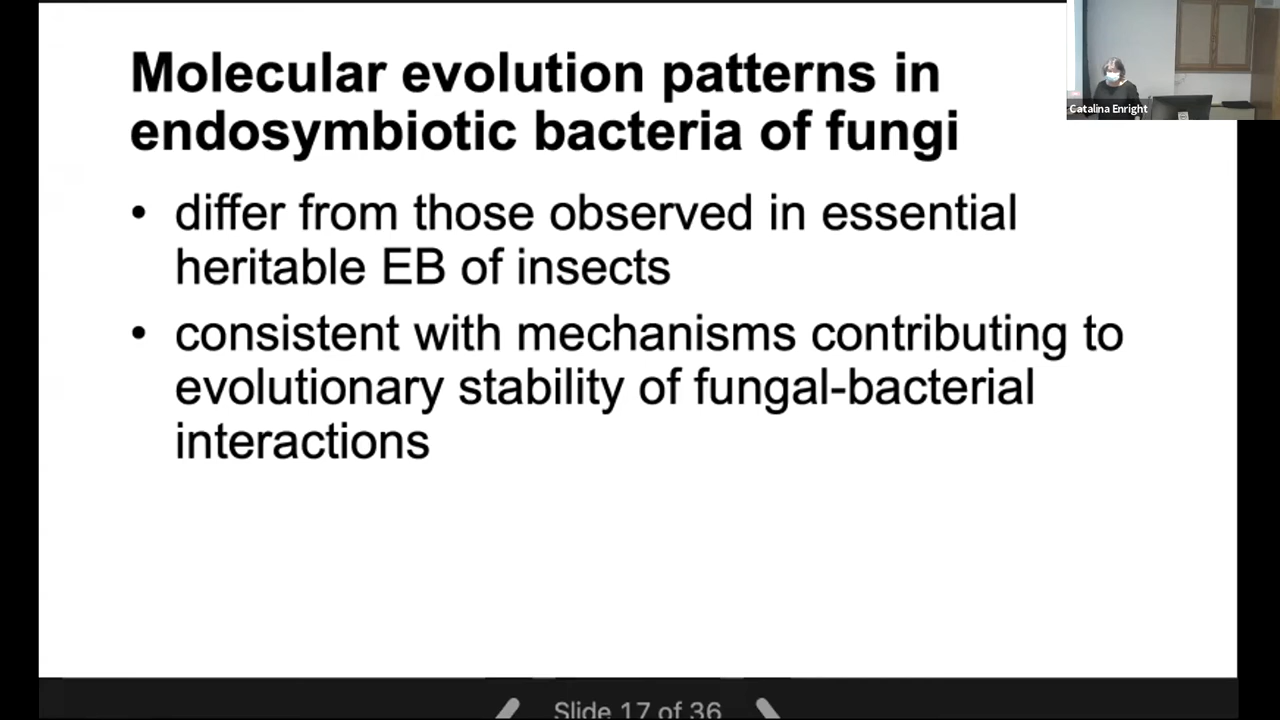 Molecular evolution patterns in
endosymbiotic bacteria of fungi
• differ from those observed in essential
heritable EB of insects
• consistent with mechanisms contributing to
evolutionary stability of fungal-bacterial
interactions
Catalina Enright
Slide 17 of 36